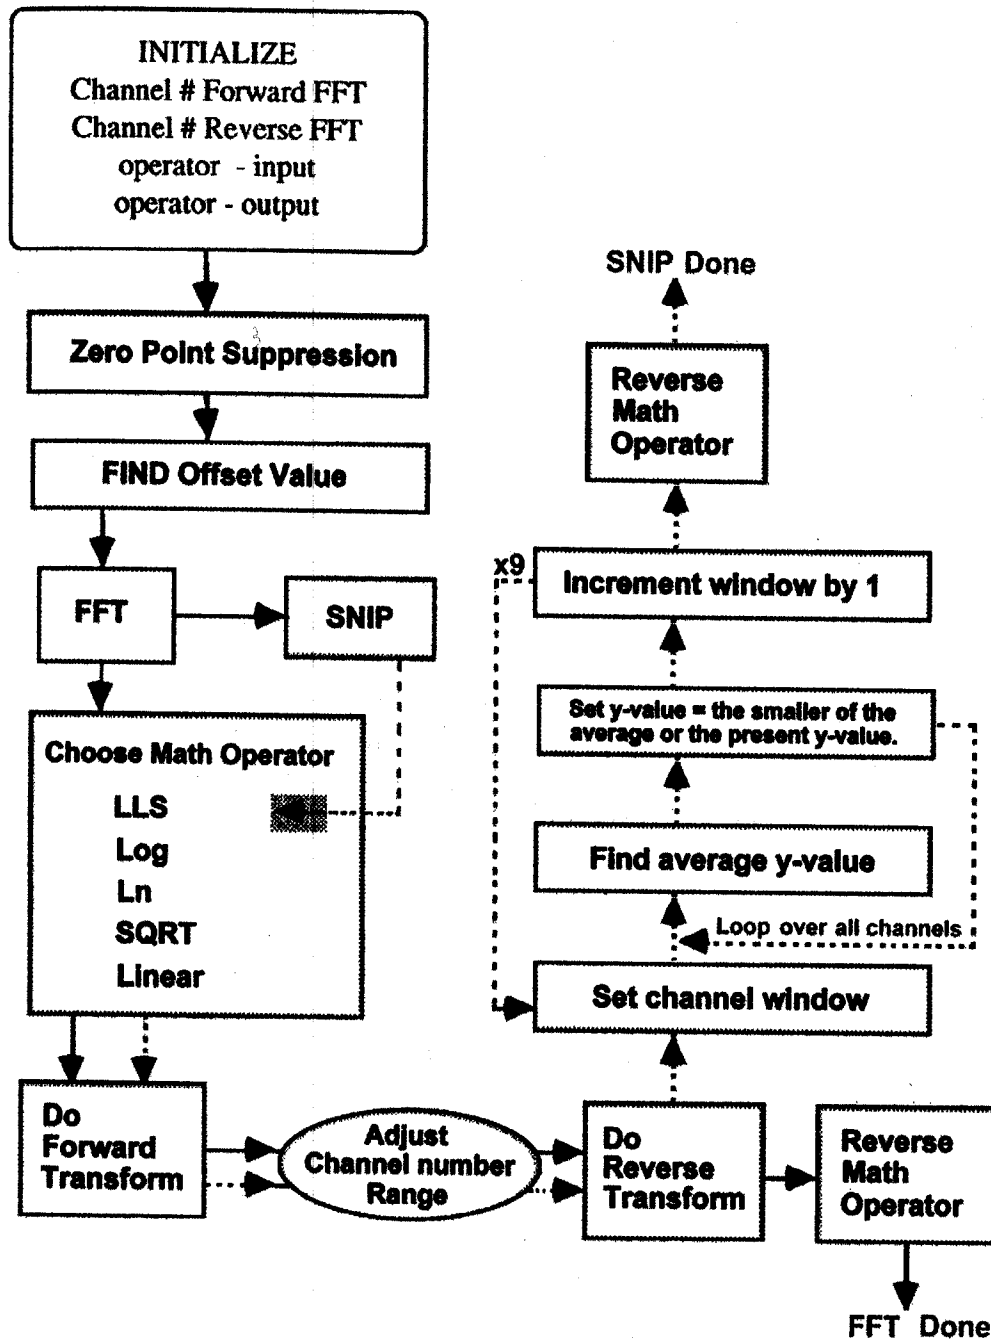 INITIALIZE
Channel # Forward FFT
Channel # Reverse FFT
operator - input
operator - output
Zero Point Suppression
FIND Offset Value
FFT
SNIP
Choose Math Operator
LLS
Log
Ln
SQRT
Linear
Do
Forward
Transform
Adjust
Channel number
Range
Do
Reverse
Transform
Reverse
Math
Operator
FFT Done
Set channel window
Loop over all channels
Find average y-value
Set y-value = the smaller of the
average or the present y-value.
x9
Increment window by 1
Reverse
Math
Operator
SNIP Done